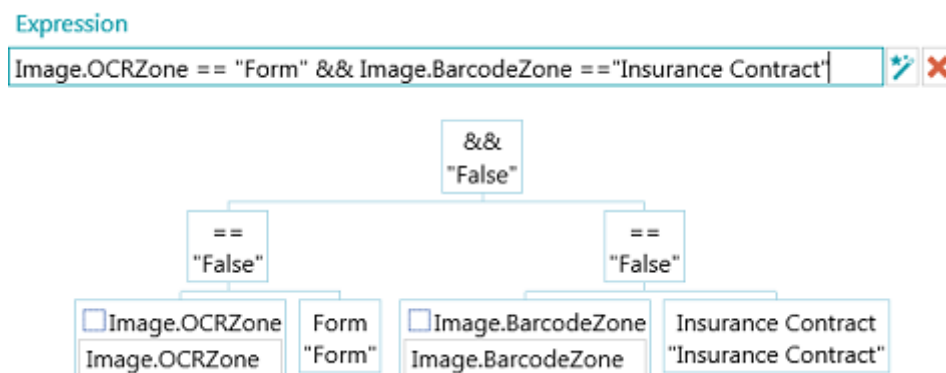 Expression
Image.OCRZone == "Form" && Image.BarcodeZone =="Insurance Contract"
&&
"False"
==
"False"
==
"False"
Image.OCRZone
Image.OCRZone
Form
"Form"
Image.BarcodeZone
Image.BarcodeZone
Insurance Contract
"Insurance Contract"